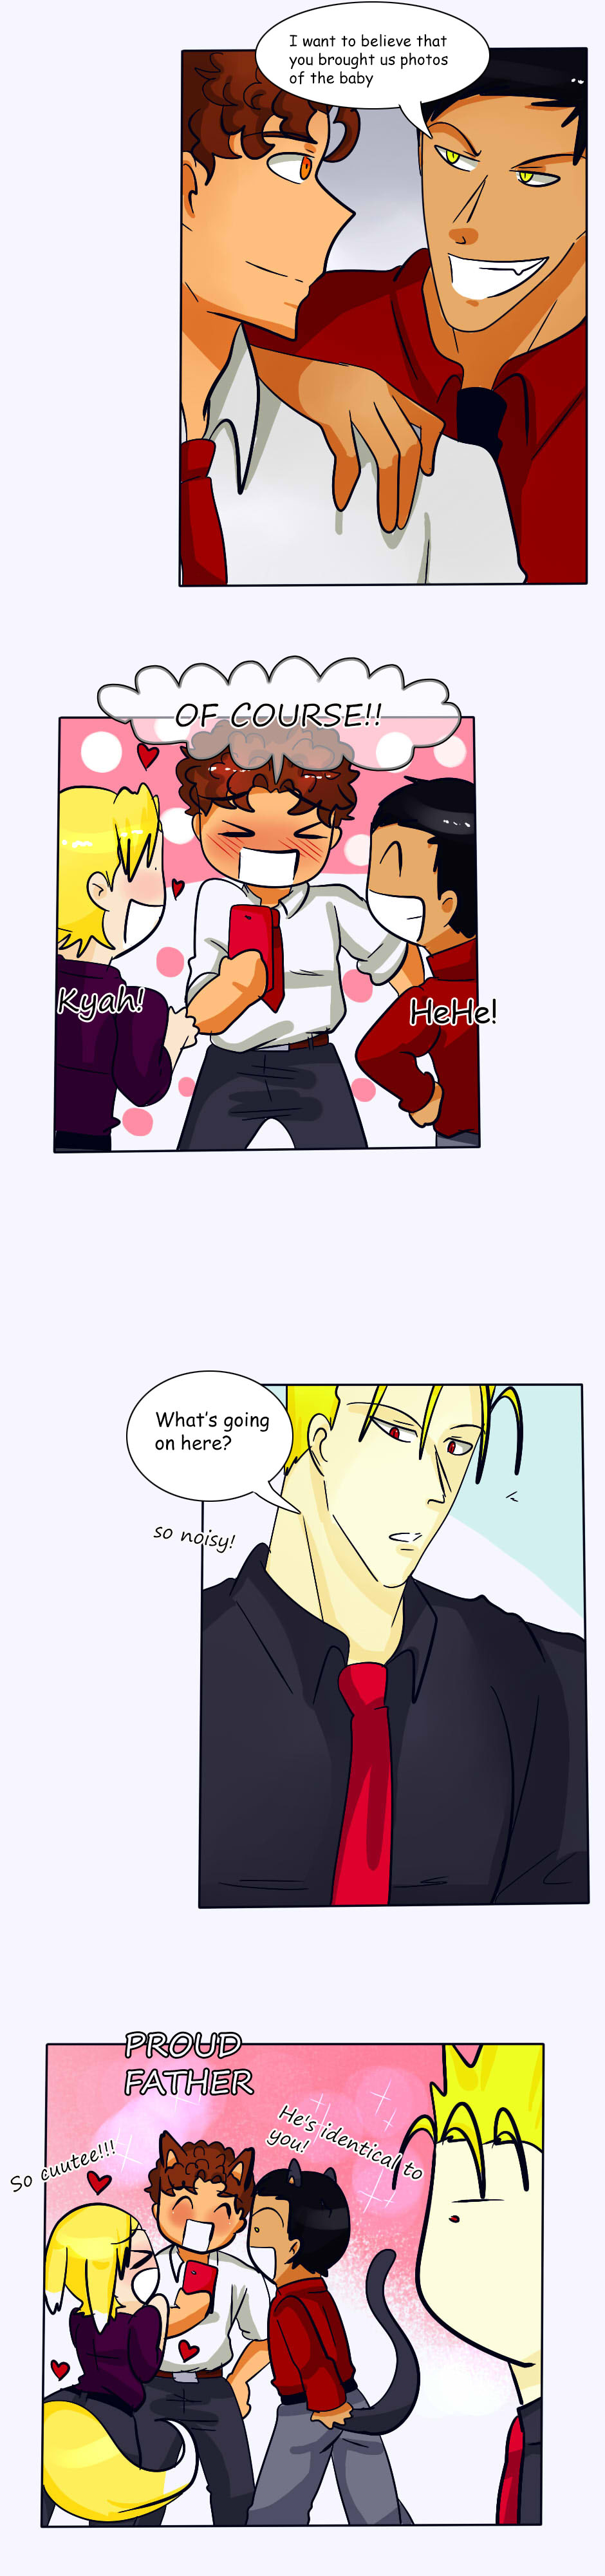 I want to believe that
you brought us photos
of the baby
OF COURSE!!
Kyah!
HeHe!
What's going
on here?
so noisy!
PROUD
FATHER
So cuutee!!!
He's identical to
you!